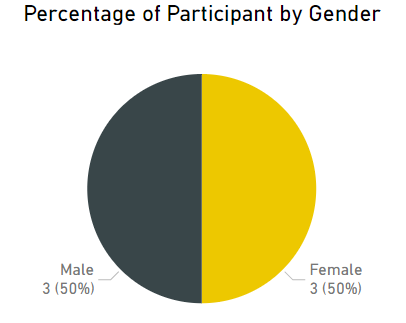 Percentage of Participant by Gender
Male
3 (50%)
Female
3 (50%)